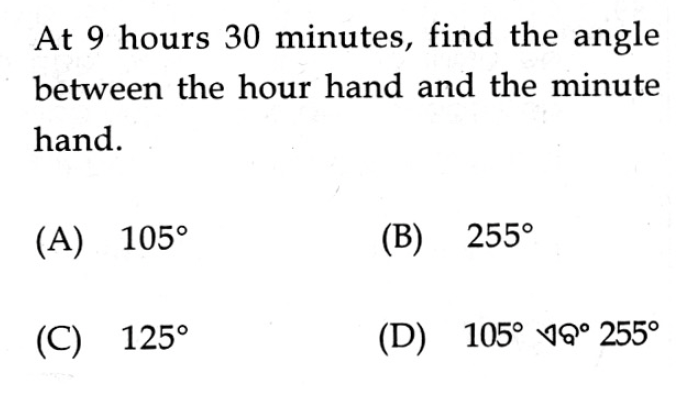 At 9 hours 30 minutes, find the angle
between the hour hand and the minute
hand.
(A) 105° (B) 255°
(C) 125° (D) 105° ଏବଂ 255°